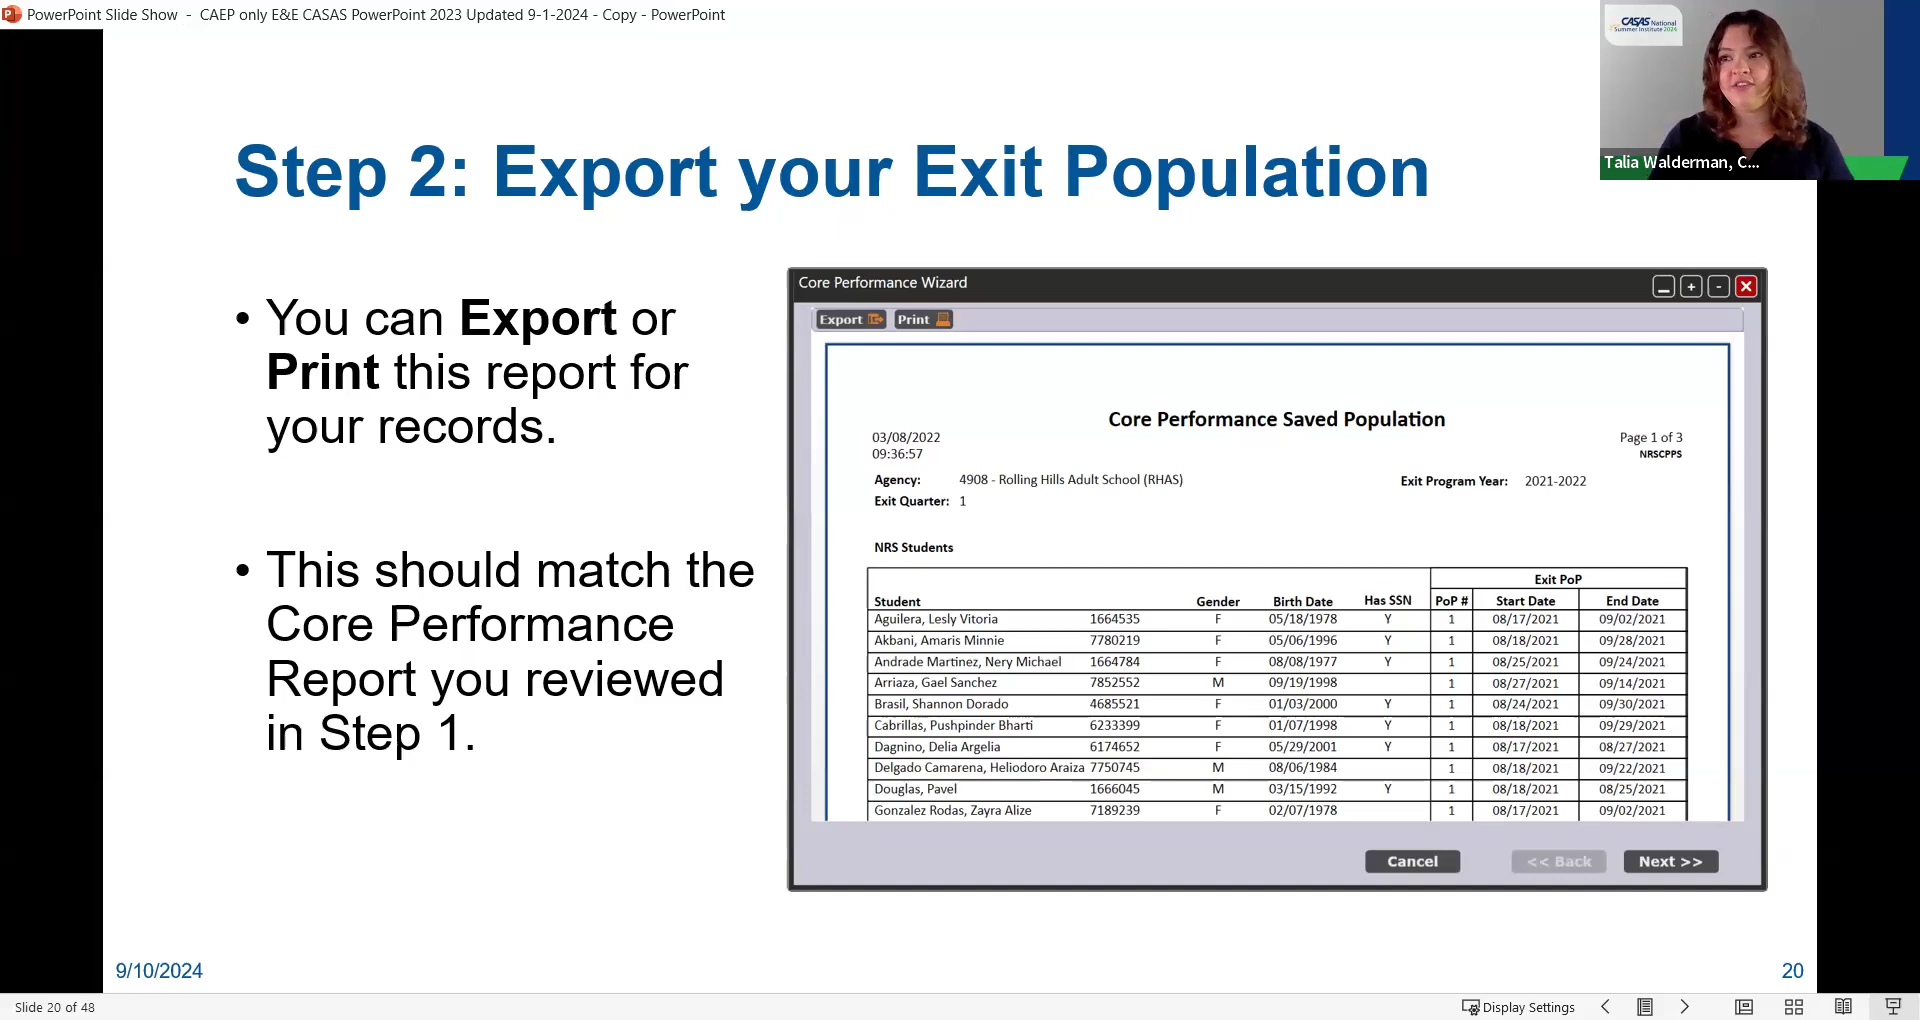 PowerPoint Slide Show - CAEP only E&E CASAS PowerPoint 2023 Updated 9-1-2024 - Copy - PowerPoint
CASAS National
Summer Institute 2024
Talia Walderman, C...
Step 2: Export your Exit Population
• You can Export or
Print this report for
your records.
• This should match the
Core Performance
Report you reviewed
in Step 1.
Core Performance Wizard
Export Print
Core Performance Saved Population
03/08/2022 Page 1 of 3
09:36:57 NRSCPPS
Agency: 4908 - Rolling Hills Adult School (RHAS) Exit Program Year: 2021-2022
Exit Quarter: 1
NRS Students
Exit PoP
Student Gender Birth Date Has SSN PoP # Start Date End Date
Aguilera, Lesly Vitoria 1664535 F 05/18/1978 Y 1 08/17/2021 09/02/2021
Akbani, Amaris Minnie 7780219 F 05/06/1996 Y 1 08/18/2021 09/28/2021
Andrade Martinez, Nery Michael 1664784 F 08/08/1977 Y 1 08/25/2021 09/24/2021
Arriaza, Gael Sanchez 7852552 M 09/19/1998 1 08/27/2021 09/14/2021
Brasil, Shannon Dorado 4685521 F 01/03/2000 Y 1 08/24/2021 09/30/2021
Cabrillas, Pushpinder Bharti 6233399 F 01/07/1998 Y 1 08/18/2021 09/29/2021
Dagnino, Delia Argelia 6174652 F 05/29/2001 Y 1 08/17/2021 08/27/2021
Delgado Camarena, Heliodoro Araiza 7750745 M 08/06/1984 1 08/18/2021 09/22/2021
Douglas, Pavel 1666045 M 03/15/1992 Y 1 08/18/2021 08/25/2021
Gonzalez Rodas, Zayra Alize 7189239 F 02/07/1978 1 08/17/2021 09/02/2021
Cancel << Back Next >>
9/10/2024 20
Slide 20 of 48 Display Settings